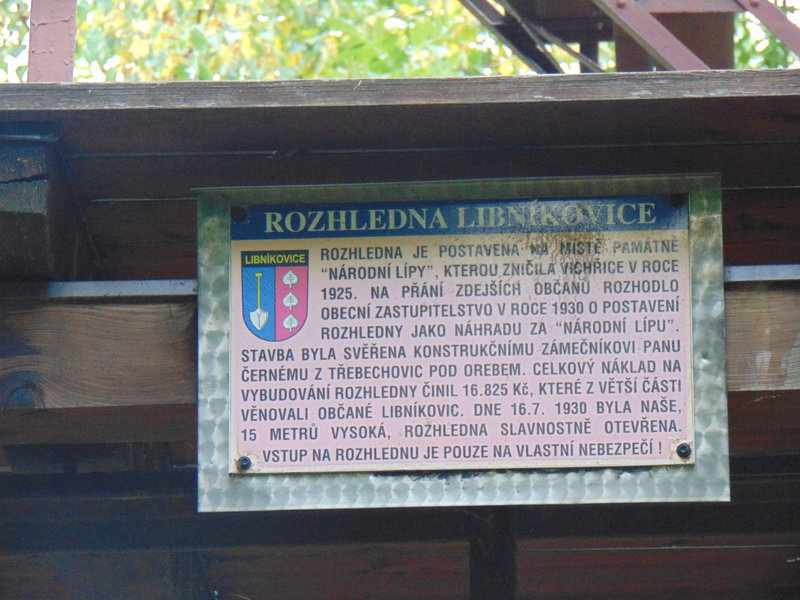 ROZHLEDNA LIBNÍKOVICE
LIBNÍKOVICE
ROZHLEDNA JE POSTAVENA NA MÍSTĚ PAMÁTNÉ
"NÁRODNÍ LÍPY", KTEROU ZNIČILA VICHŘICE V ROCE
1925. NA PŘÁNÍ ZDEJŠÍCH OBČANŮ ROZHODLO
OBECNÍ ZASTUPITELSTVO V ROCE 1930 O POSTAVENÍ
ROZHLEDNY JAKO NÁHRADU ZA "NÁRODNÍ LÍPU".
STAVBA BYLA SVĚŘENA KONSTRUKČNÍMU ZÁMEČNÍKOVI PANU
ČERNÉMU Z TŘEBECHOVIC POD OREBEM. CELKOVÝ NÁKLAD NA
VYBUDOVÁNÍ ROZHLEDNY ČINIL 16.825 Kč, KTERÉ Z VĚTŠÍ ČÁSTI
VĚNOVALI OBČANÉ LIBNÍKOVIC. DNE 16.7. 1930 BYLA NAŠE,
15 METRŮ VYSOKÁ, ROZHLEDNA SLAVNOSTNĚ OTEVŘENA.
VSTUP NA ROZHLEDNU JE POUZE NA VLASTNÍ NEBEZPEČÍ !